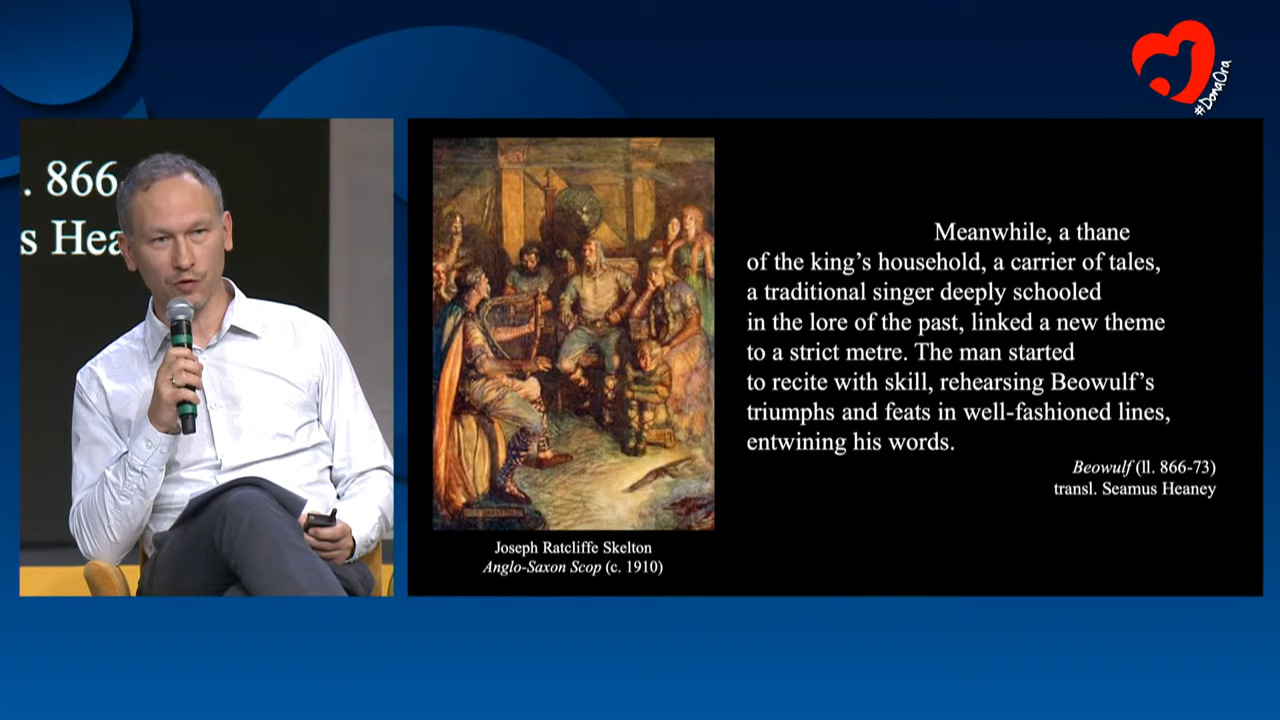 #DonaOra
. 866-
s Hea
Meanwhile, a thane
of the king’s household, a carrier of tales,
a traditional singer deeply schooled
in the lore of the past, linked a new theme
to a strict metre. The man started
to recite with skill, rehearsing Beowulf’s
triumphs and feats in well-fashioned lines,
entwining his words.
Beowulf (ll. 866-73)
transl. Seamus Heaney
Joseph Ratcliffe Skelton
Anglo-Saxon Scop (c. 1910)